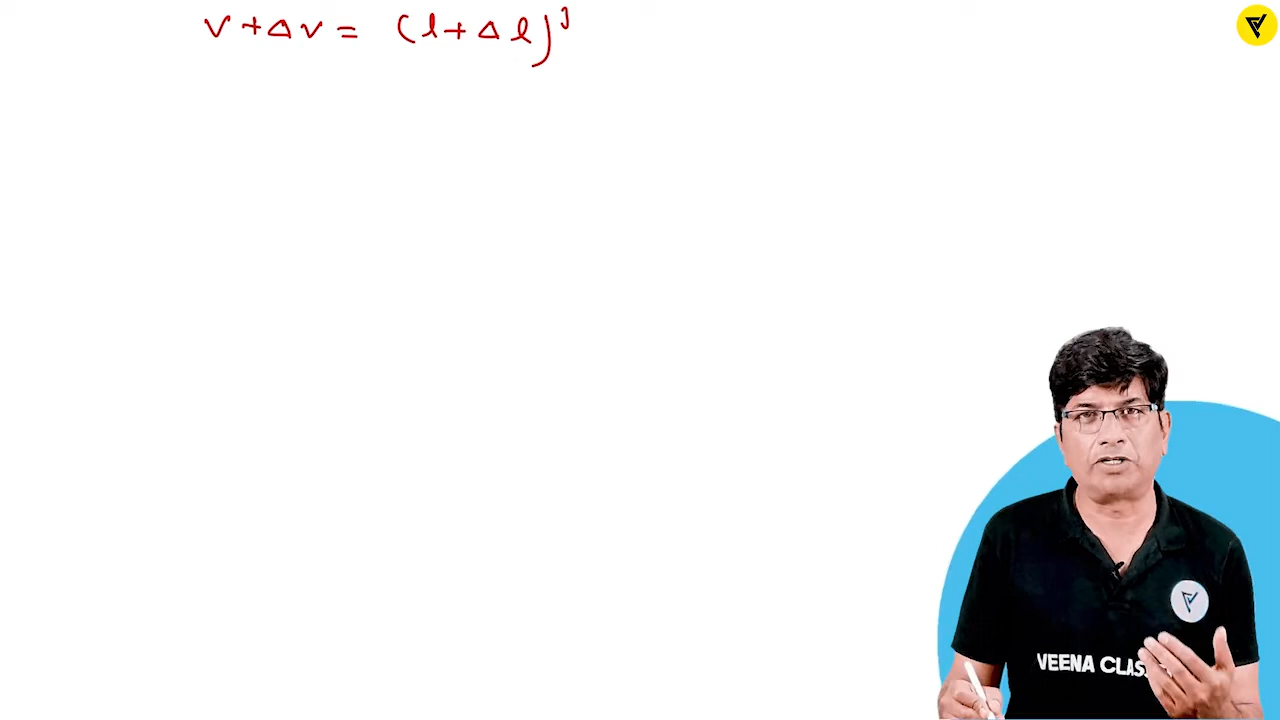 V + Δv = (l + Δl)³
VEENA CLAS